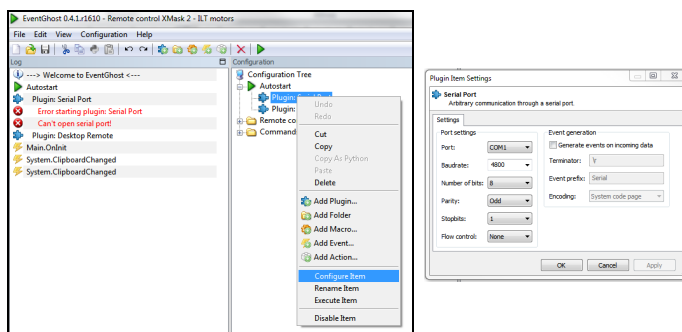 EventGhost 0.4.1.r1610 - Remote control XMask 2 - ILT motors
File Edit View Configuration Help
Log
---> Welcome to EventGhost <---
Autostart
Plugin: Serial Port
Error starting plugin: Serial Port
Can't open serial port!
Plugin: Desktop Remote
Main.OnInit
System.ClipboardChanged
System.ClipboardChanged
Configuration
Configuration Tree
Autostart
Plugin: Serial Port
Plugin:
Remote co
Command
Undo
Redo
Cut
Copy
Copy As Python
Paste
Delete
Add Plugin...
Add Folder
Add Macro...
Add Event...
Add Action...
Configure Item
Rename Item
Execute Item
Disable Item
Plugin Item Settings
Serial Port
Arbitrary communication through a serial port.
Settings
Port settings
Port: COM1
Baudrate: 4800
Number of bits: 8
Parity: Odd
Stopbits: 1
Flow control: None
Event generation
Generate events on incoming data
Terminator: \r
Event prefix: Serial
Encoding: System code page
OK Cancel Apply